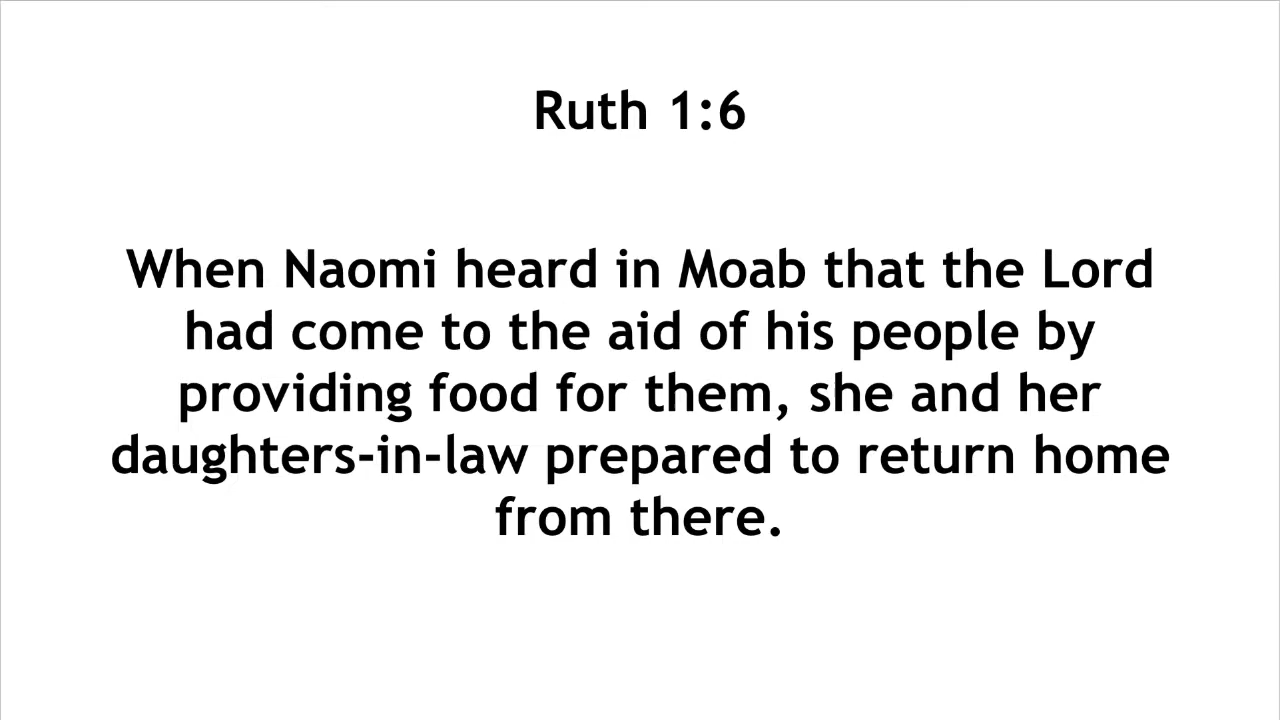 Ruth 1:6
When Naomi heard in Moab that the Lord
had come to the aid of his people by
providing food for them, she and her
daughters-in-law prepared to return home
from there.